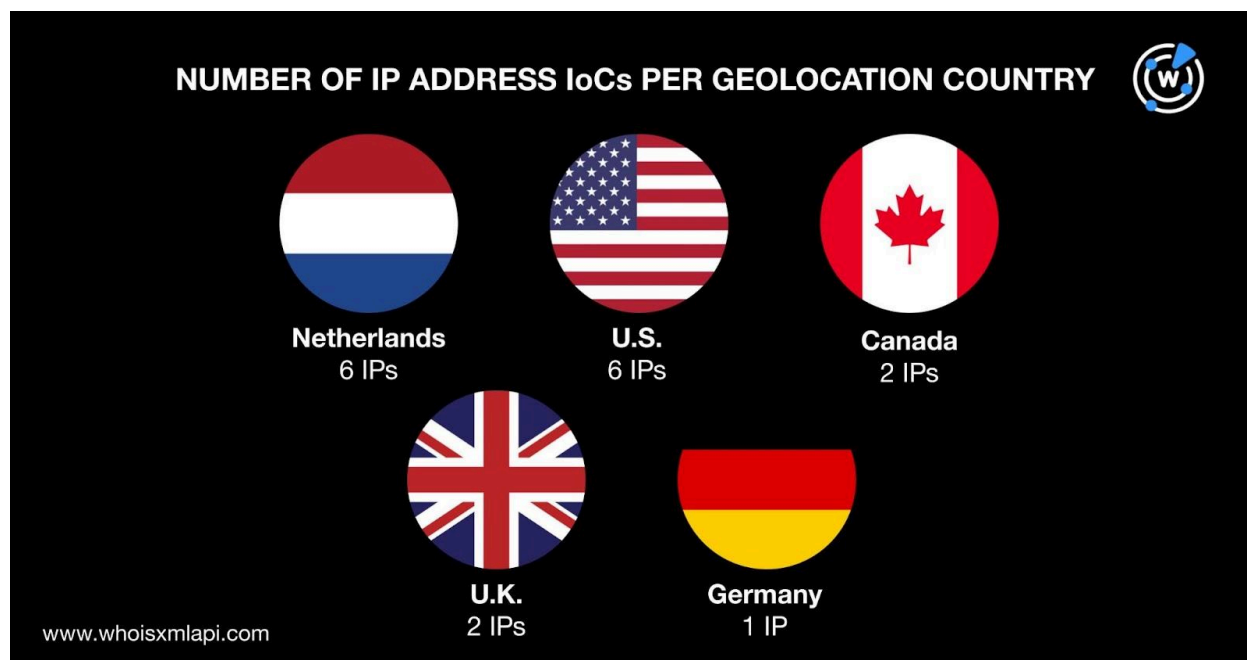 NUMBER OF IP ADDRESS IoCs PER GEOLOCATION COUNTRY
W
Netherlands
6 IPs
U.S.
6 IPs
Canada
2 IPs
U.K.
2 IPs
Germany
1 IP
www.whoisxmlapi.com